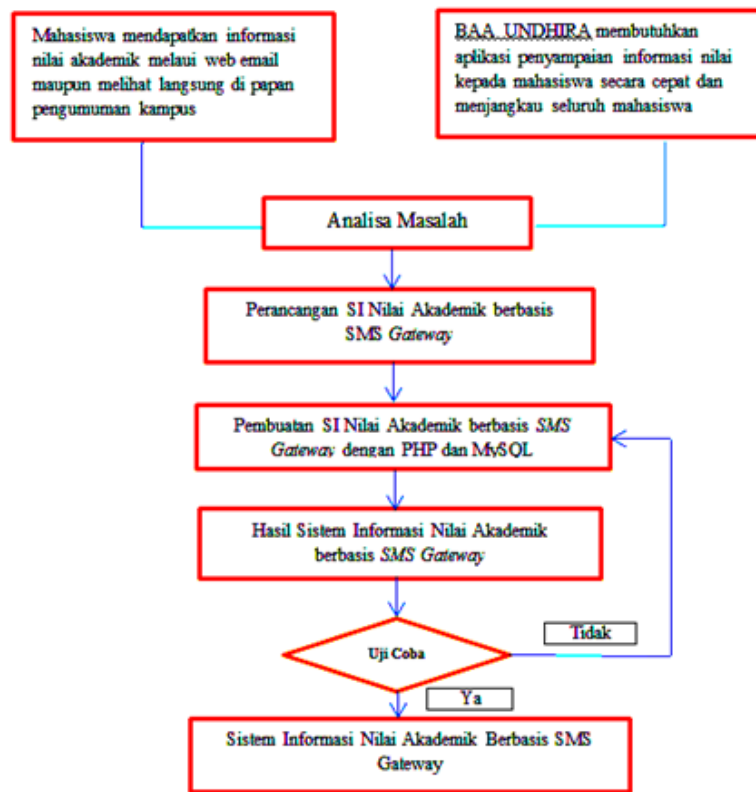 Mahasiswa mendapatkan informasi
nilai akademik melaui web email
maupun melihat langsung di papan
pengumuman kampus
BAA UNDHIRA membutuhkan
aplikasi penyampaian informasi nilai
kepada mahasiswa secara cepat dan
menjangkau seluruh mahasiswa
Analisa Masalah
Perancangan SI Nilai Akademik berbasis
SMS Gateway
Pembuatan SI Nilai Akademik berbasis SMS
Gateway dengan PHP dan MySQL
Hasil Sistem Informasi Nilai Akademik
berbasis SMS Gateway
Uji Coba
Tidak
Ya
Sistem Informasi Nilai Akademik Berbasis SMS
Gateway